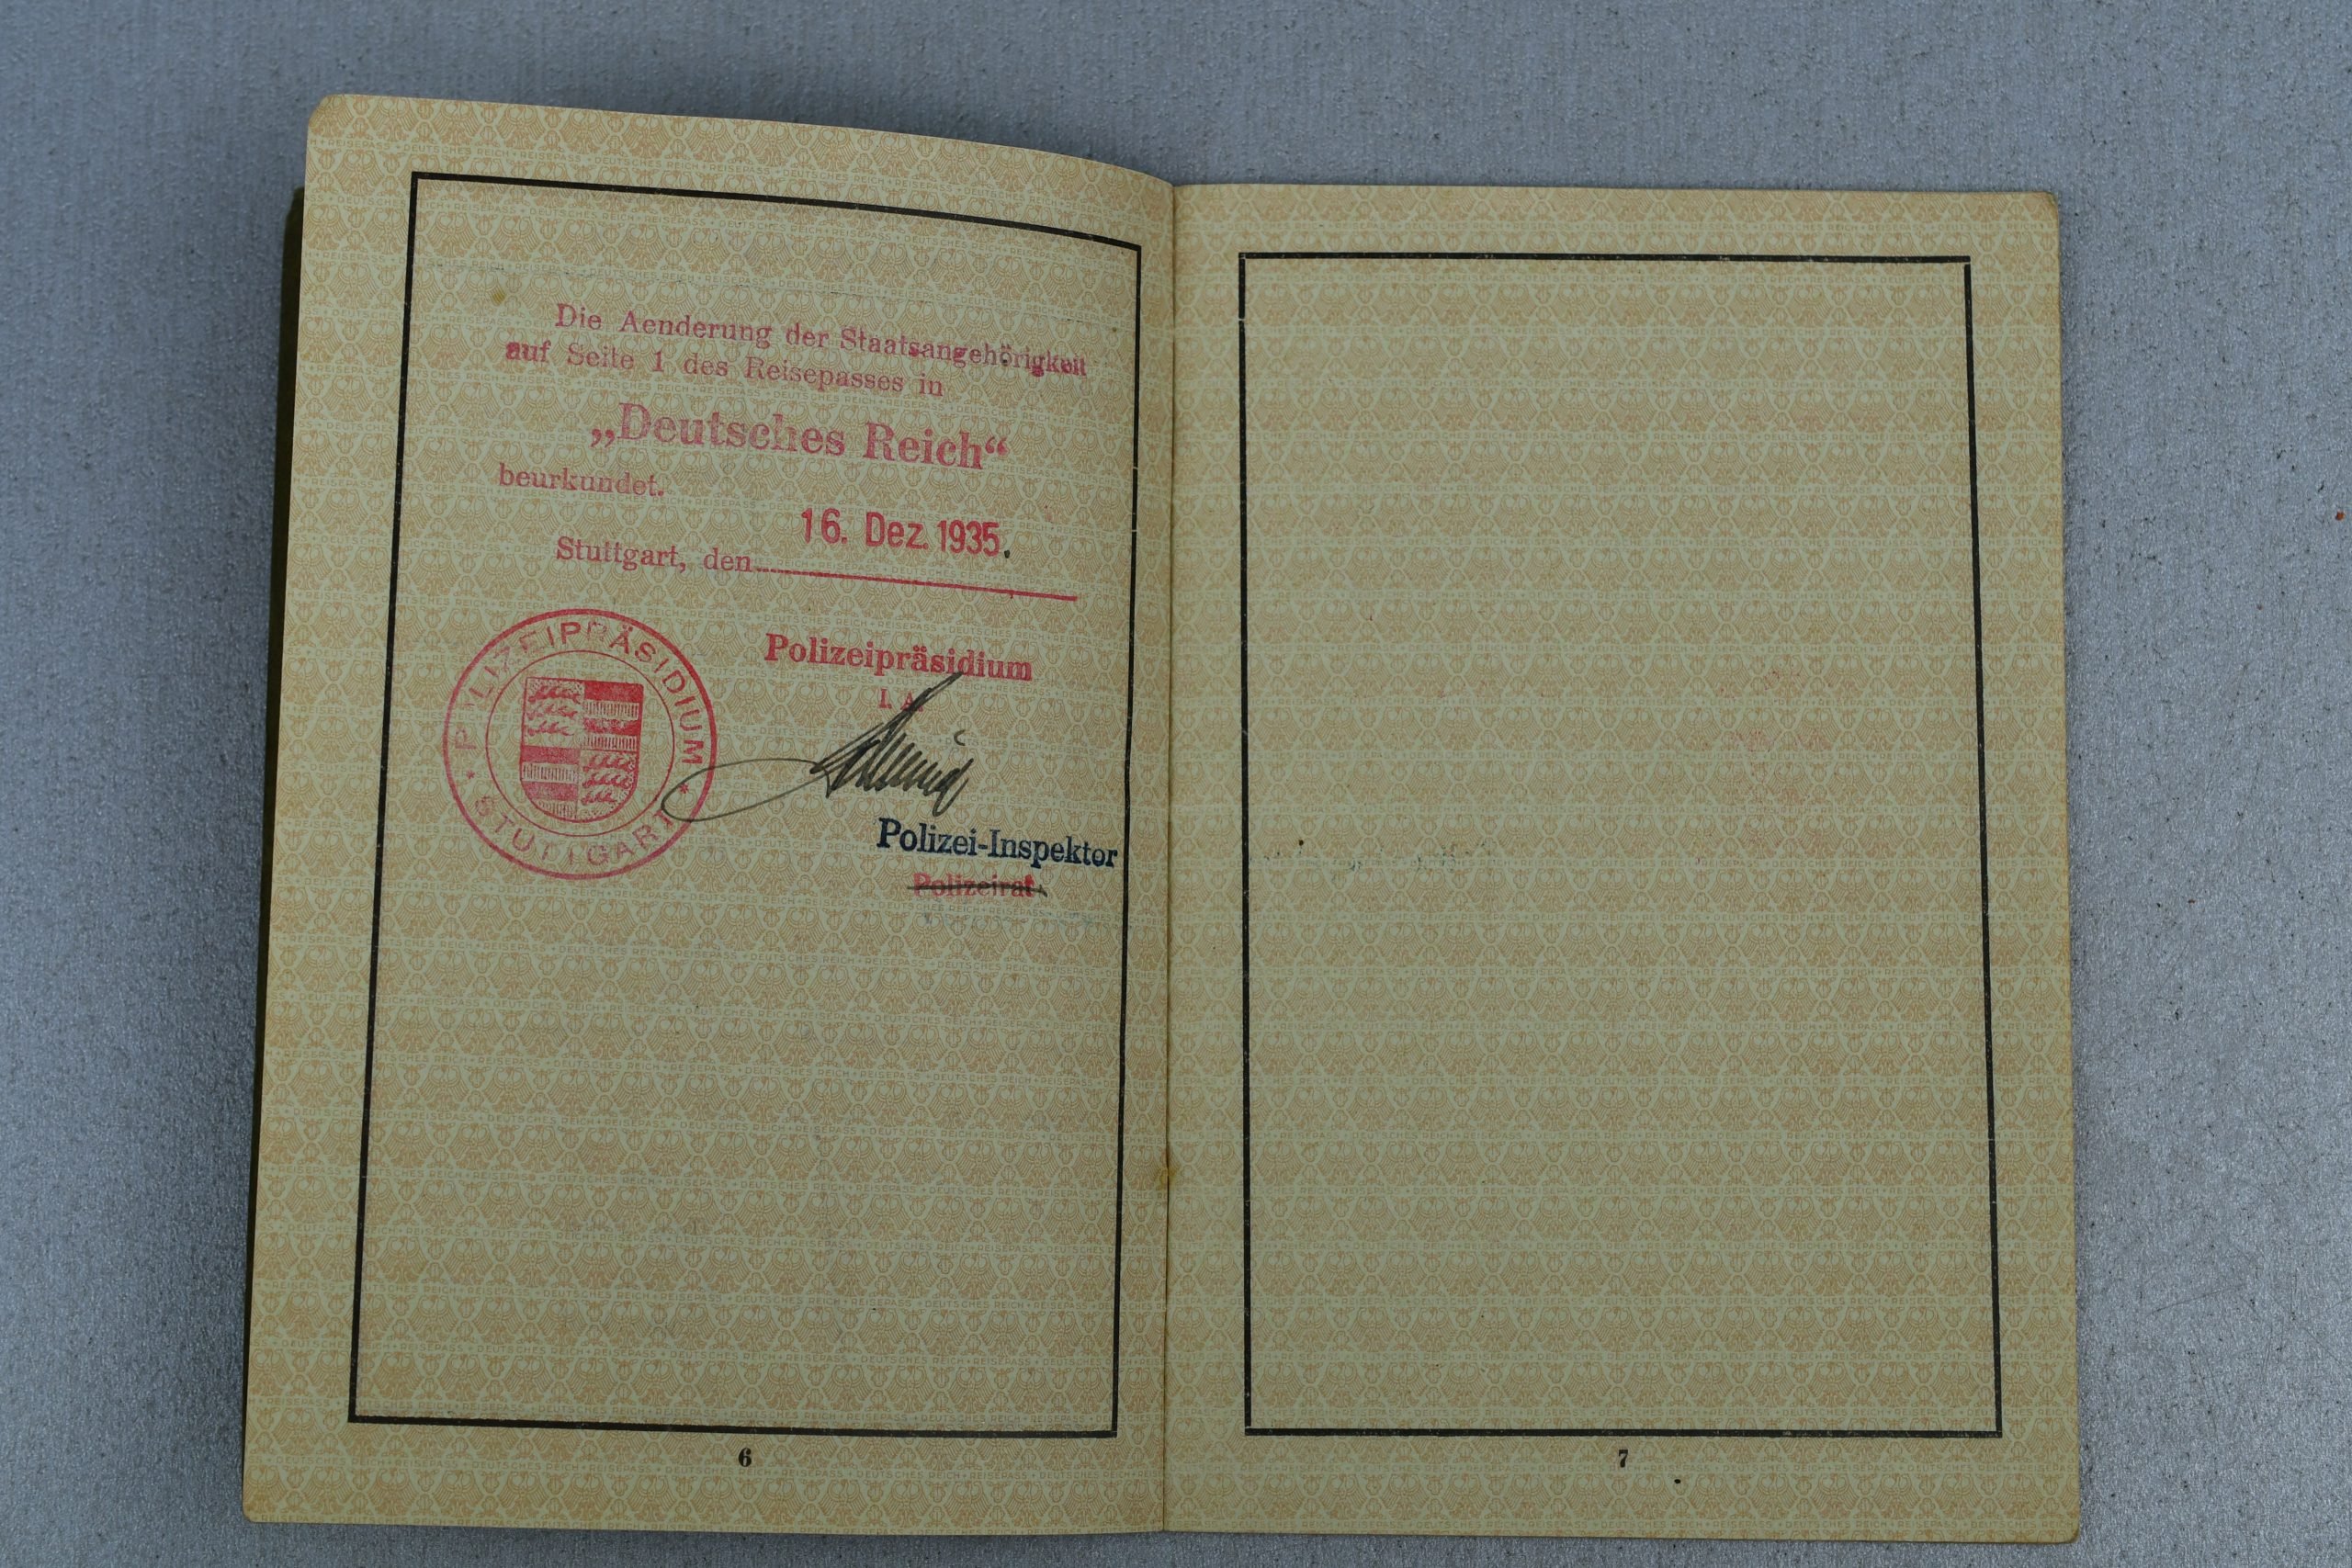 Die Aenderung der Staatsangehörigkeit
auf Seite 1 des Reisepasses in
„Deutsches Reich“
beurkundet.
16. Dez. 1935.
Stuttgart, den
Polizeipräsidium
I. A.
POLIZEIPRÄSIDIUM
* STUTTGART *
Polizei-Inspektor
Polizeirat
6
7